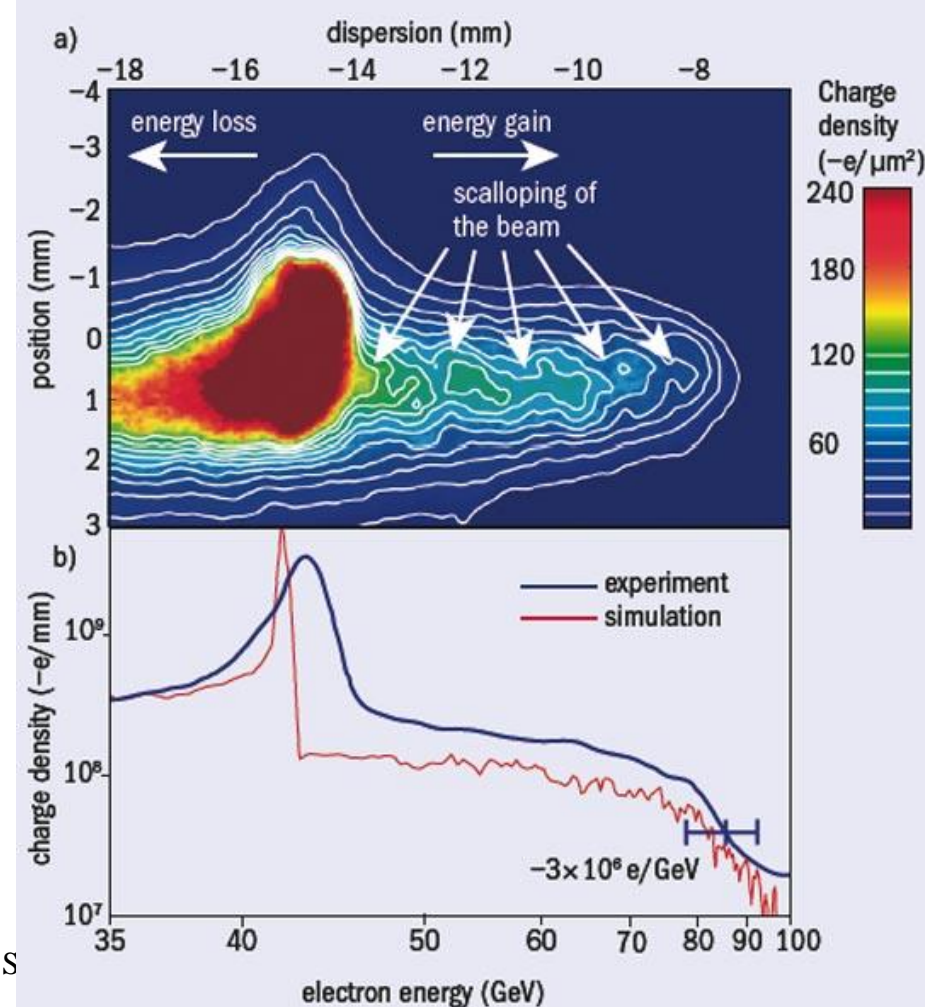 a)
dispersion (mm)
−18 −16 −14 −12 −10 −8
−4
−3
−2
−1
0
1
2
3
position (mm)
energy loss
energy gain
scalloping of
the beam
Charge
density
(−e/μm²)
240
180
120
60
b)
experiment
simulation
charge density (−e/mm)
10⁹
10⁸
10⁷
−3×10⁶ e/GeV
35 40 50 60 70 80 90 100
S
electron energy (GeV)